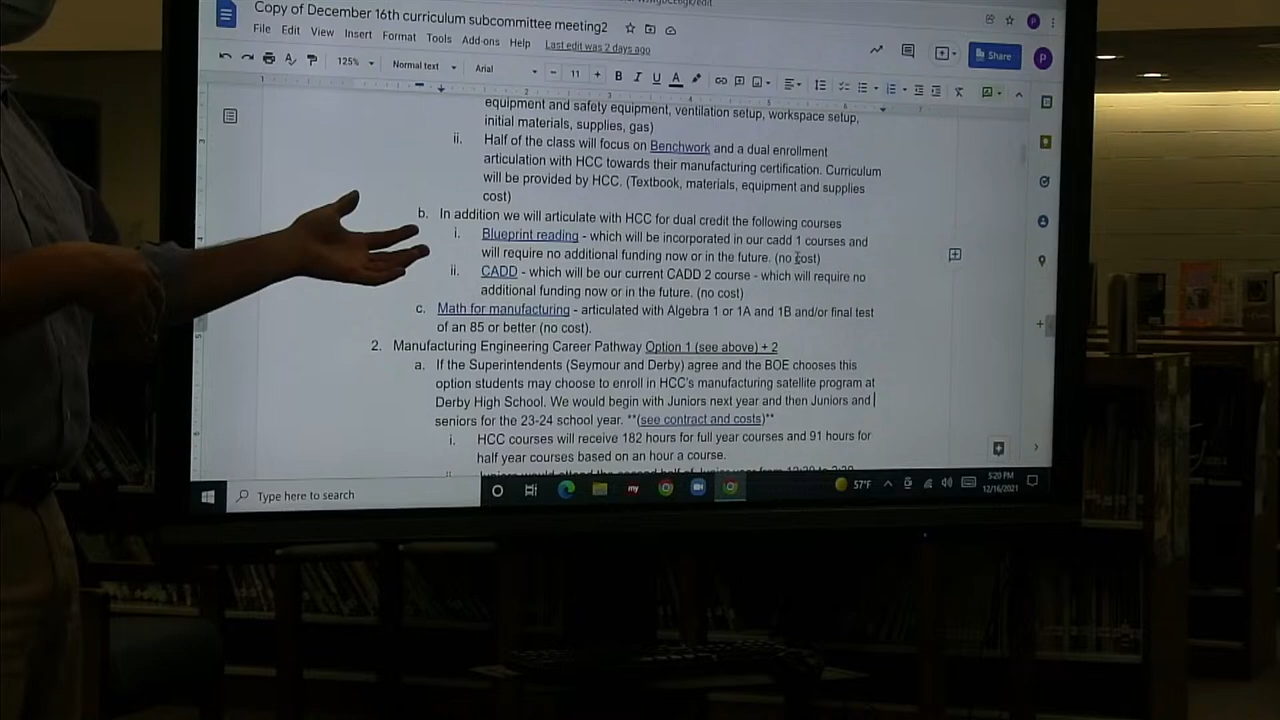 Copy of December 16th curriculum subcommittee meeting2
File Edit View Insert Format Tools Add-ons Help Last edit was 2 days ago
Share
P
P
125% Normal text Arial 11 B I U A
equipment and safety equipment, ventilation setup, workspace setup,
initial materials, supplies, gas)
ii. Half of the class will focus on Benchwork and a dual enrollment
articulation with HCC towards their manufacturing certification. Curriculum
will be provided by HCC. (Textbook, materials, equipment and supplies
cost)
b. In addition we will articulate with HCC for dual credit the following courses
i. Blueprint reading - which will be incorporated in our cadd 1 courses and
will require no additional funding now or in the future. (no cost)
ii. CADD - which will be our current CADD 2 course - which will require no
additional funding now or in the future. (no cost)
c. Math for manufacturing - articulated with Algebra 1 or 1A and 1B and/or final test
of an 85 or better (no cost).
2. Manufacturing Engineering Career Pathway Option 1 (see above) + 2
a. If the Superintendents (Seymour and Derby) agree and the BOE chooses this
option students may choose to enroll in HCC's manufacturing satellite program at
Derby High School. We would begin with Juniors next year and then Juniors and
seniors for the 23-24 school year. **(see contract and costs)**
i. HCC courses will receive 182 hours for full year courses and 91 hours for
half year courses based on an hour a course.
Type here to search
my
57°F
5:20 PM
12/16/2021